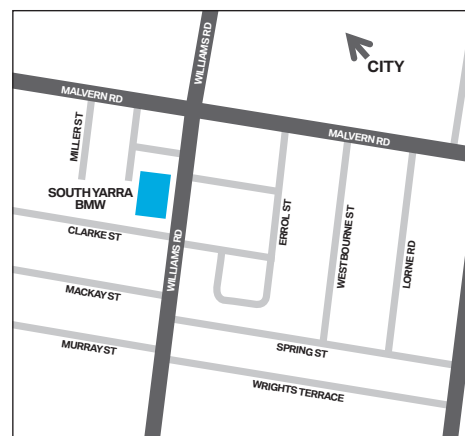 WILLIAMS RD
CITY
MALVERN RD
MALVERN RD
MILLER ST
SOUTH YARRA
BMW
ERROL ST
WESTBOURNE ST
LORNE RD
CLARKE ST
WILLIAMS RD
MACKAY ST
MURRAY ST
SPRING ST
WRIGHTS TERRACE